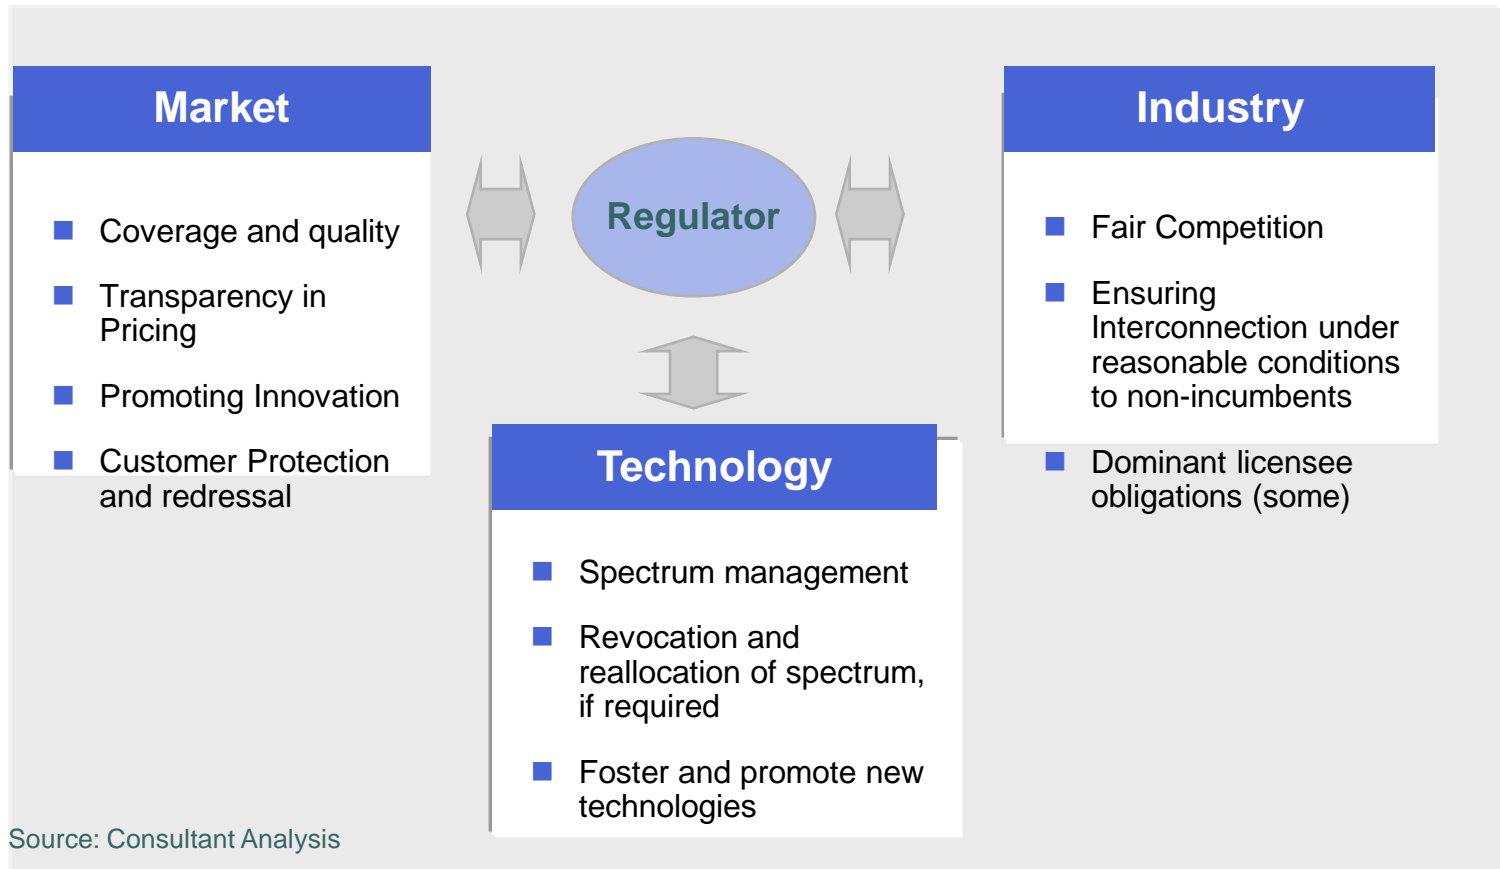 Market
Coverage and quality
Transparency in
Pricing
Promoting Innovation
Customer Protection
and redressal
Regulator
Industry
Fair Competition
Ensuring
Interconnection under
reasonable conditions
to non-incumbents
Dominant licensee
obligations (some)
Technology
Spectrum management
Revocation and
reallocation of spectrum,
if required
Foster and promote new
technologies
Source: Consultant Analysis